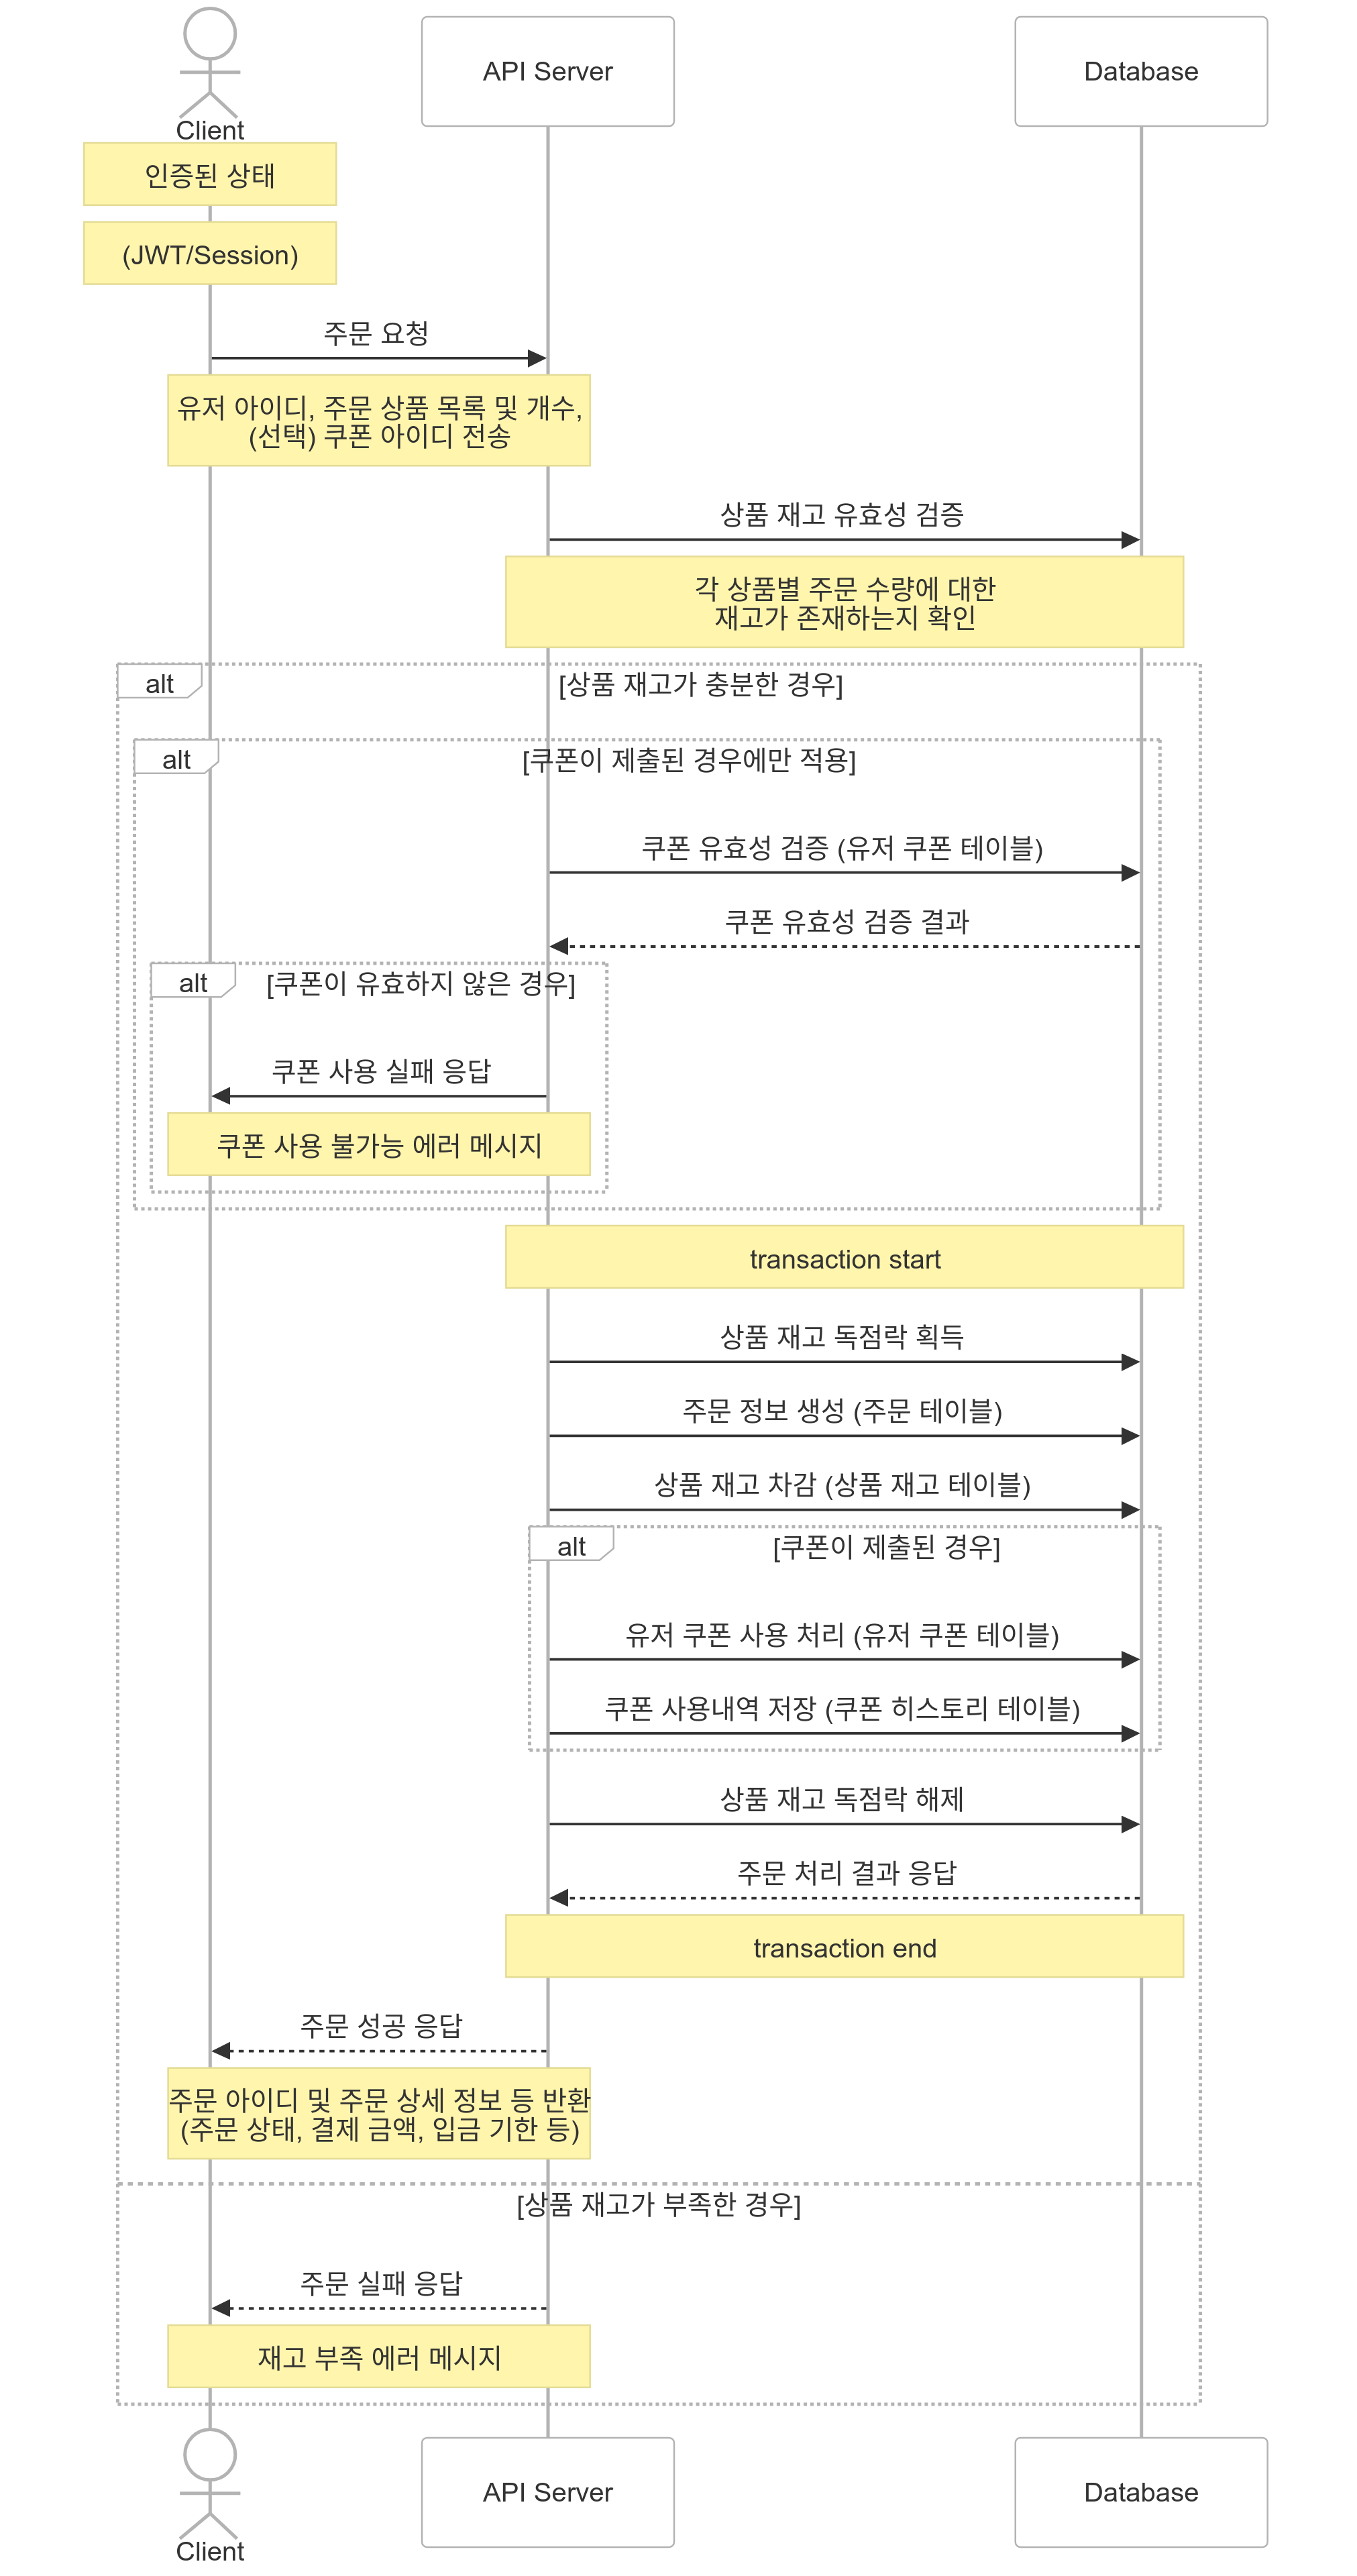 Client
API Server
Database
인증된 상태
(JWT/Session)
주문 요청
유저 아이디, 주문 상품 목록 및 개수,
(선택) 쿠폰 아이디 전송
상품 재고 유효성 검증
각 상품별 주문 수량에 대한
재고가 존재하는지 확인
alt
[상품 재고가 충분한 경우]
alt
[쿠폰이 제출된 경우에만 적용]
쿠폰 유효성 검증 (유저 쿠폰 테이블)
쿠폰 유효성 검증 결과
alt
[쿠폰이 유효하지 않은 경우]
쿠폰 사용 실패 응답
쿠폰 사용 불가능 에러 메시지
transaction start
상품 재고 독점락 획득
주문 정보 생성 (주문 테이블)
상품 재고 차감 (상품 재고 테이블)
alt
[쿠폰이 제출된 경우]
유저 쿠폰 사용 처리 (유저 쿠폰 테이블)
쿠폰 사용내역 저장 (쿠폰 히스토리 테이블)
상품 재고 독점락 해제
주문 처리 결과 응답
transaction end
주문 성공 응답
주문 아이디 및 주문 상세 정보 등 반환
(주문 상태, 결제 금액, 입금 기한 등)
[상품 재고가 부족한 경우]
주문 실패 응답
재고 부족 에러 메시지
Client
API Server
Database